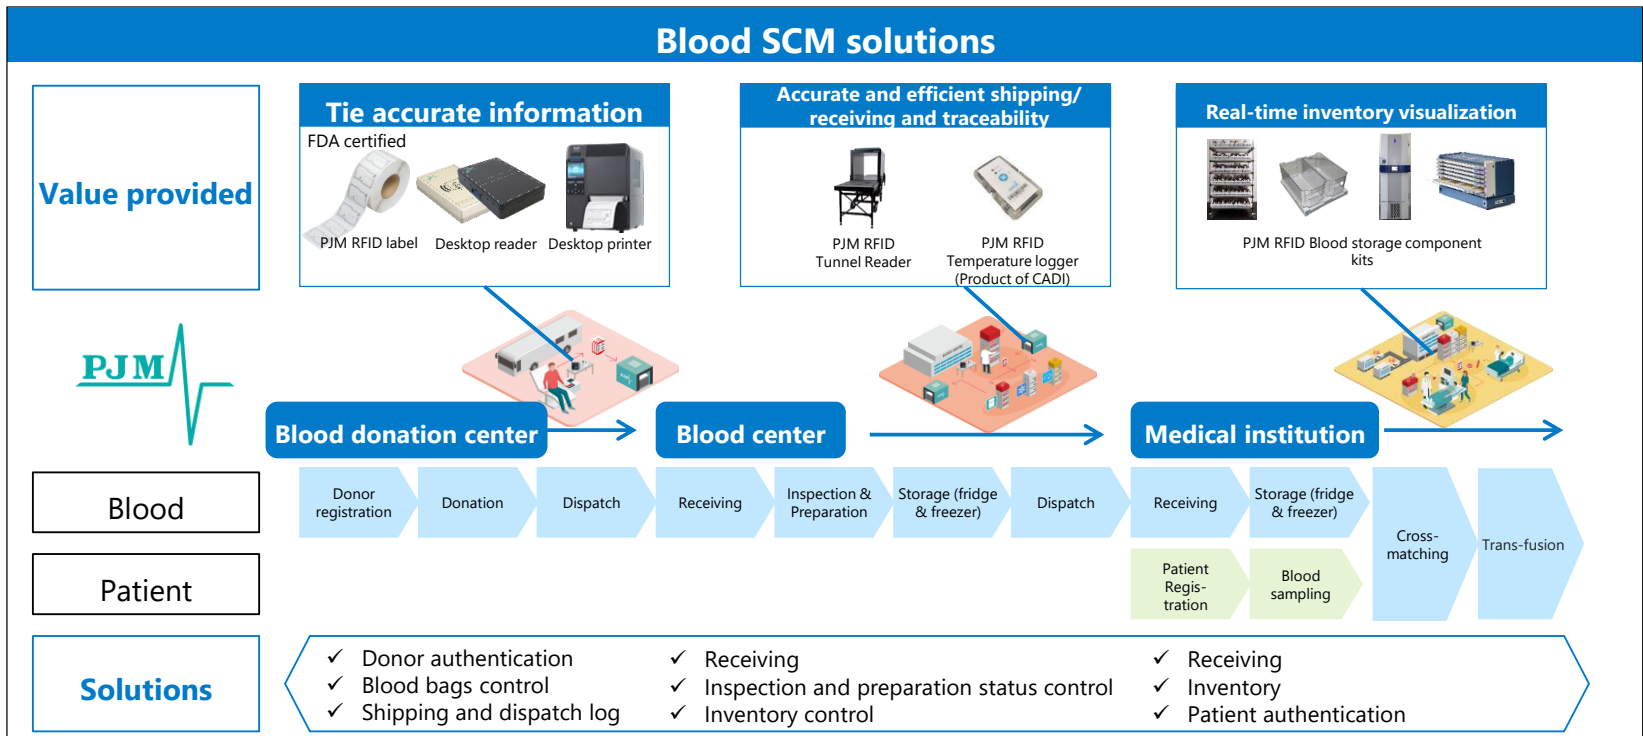 Blood SCM solutions
Value provided
Tie accurate information
FDA certified
PJM RFID label
Desktop reader
Desktop printer
Accurate and efficient shipping/
receiving and traceability
PJM RFID
Tunnel Reader
PJM RFID
Temperature logger
(Product of CADI)
Real-time inventory visualization
PJM RFID Blood storage component
kits
PJM
Blood donation center
Blood center
Medical institution
Blood
Donor
registration
Donation
Dispatch
Receiving
Inspection &
Preparation
Storage (fridge
& freezer)
Dispatch
Receiving
Storage (fridge
& freezer)
Cross-
matching
Trans-fusion
Patient
Patient
Regis-
tration
Blood
sampling
Solutions
✓ Donor authentication
✓ Blood bags control
✓ Shipping and dispatch log
✓ Receiving
✓ Inspection and preparation status control
✓ Inventory control
✓ Receiving
✓ Inventory
✓ Patient authentication